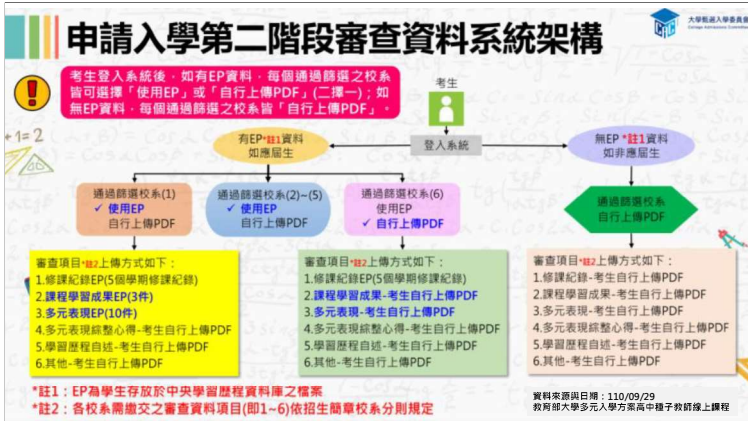 申請入學第二階段審查資料系統架構
大學甄選入學委員會
考生登入系統後，如有EP資料，每個通過篩選之校系
皆可選擇「使用EP」或「自行上傳PDF」(二擇一)；如
無EP資料，每個通過篩選之校系皆「自行上傳PDF」。
考生
登入系統
有EP*註1資料
如應屆生
無EP *註1資料
如非應屆生
通過篩選校系(1)
✓ 使用EP
自行上傳PDF
通過篩選校系(2)~(5)
✓ 使用EP
自行上傳PDF
通過篩選校系(6)
使用EP
✓ 自行上傳PDF
通過篩選校系
自行上傳PDF
審查項目*註2上傳方式如下：
1.修課紀錄EP(5個學期修課紀錄)
2.課程學習成果EP(3件)
3.多元表現EP(10件)
4.多元表現綜整心得-考生自行上傳PDF
5.學習歷程自述-考生自行上傳PDF
6.其他-考生自行上傳PDF
審查項目*註2上傳方式如下：
1.修課紀錄EP(5個學期修課紀錄)
2.課程學習成果-考生自行上傳PDF
3.多元表現-考生自行上傳PDF
4.多元表現綜整心得-考生自行上傳PDF
5.學習歷程自述-考生自行上傳PDF
6.其他-考生自行上傳PDF
審查項目*註2上傳方式如下：
1.修課紀錄-考生自行上傳PDF
2.課程學習成果-考生自行上傳PDF
3.多元表現-考生自行上傳PDF
4.多元表現綜整心得-考生自行上傳PDF
5.學習歷程自述-考生自行上傳PDF
6.其他-考生自行上傳PDF
*註1：EP為學生存放於中央學習歷程資料庫之檔案
*註2：各校系需繳交之審查資料項目(即1~6)依招生簡章校系分則規定
資料來源與日期：110/09/29
教育部大學多元入學方案高中種子教師線上課程